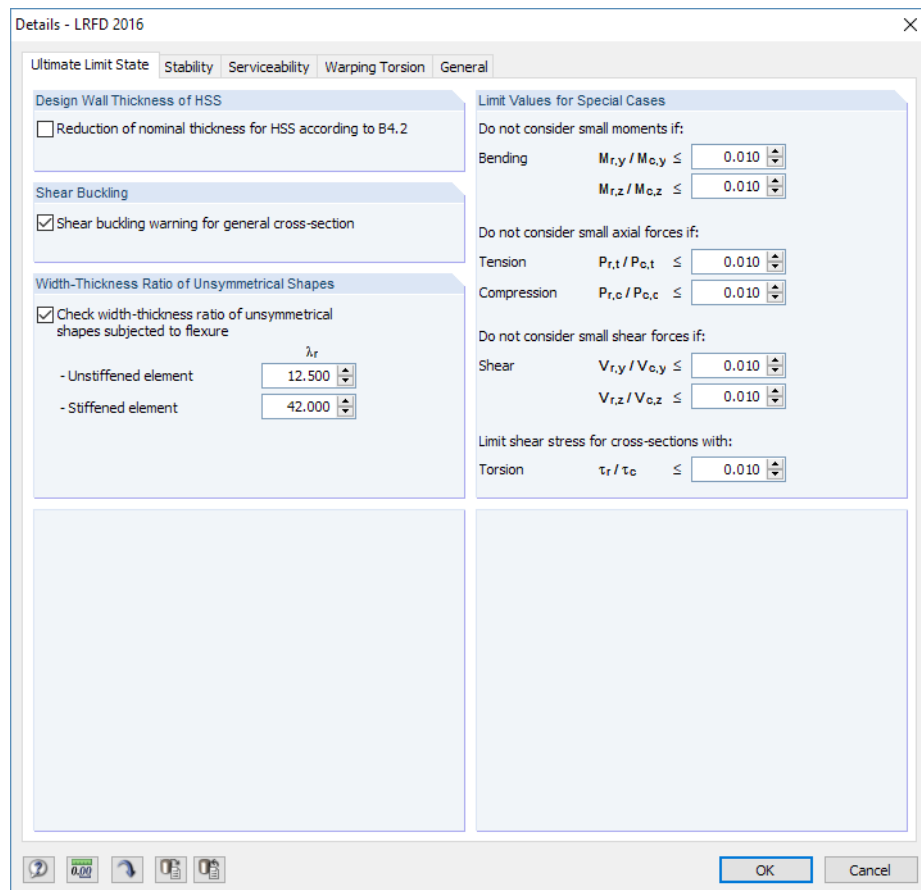 Details - LRFD 2016
Ultimate Limit State Stability Serviceability Warping Torsion General
Design Wall Thickness of HSS
Reduction of nominal thickness for HSS according to B4.2
Shear Buckling
Shear buckling warning for general cross-section
Width-Thickness Ratio of Unsymmetrical Shapes
Check width-thickness ratio of unsymmetrical
shapes subjected to flexure
λr
- Unstiffened element 12.500
- Stiffened element 42.000
Limit Values for Special Cases
Do not consider small moments if:
Bending Mr,y / Mc,y ≤ 0.010
Mr,z / Mc,z ≤ 0.010
Do not consider small axial forces if:
Tension Pr,t / Pc,t ≤ 0.010
Compression Pr,c / Pc,c ≤ 0.010
Do not consider small shear forces if:
Shear Vr,y / Vc,y ≤ 0.010
Vr,z / Vc,z ≤ 0.010
Limit shear stress for cross-sections with:
Torsion τr / τc ≤ 0.010
0.00
OK Cancel